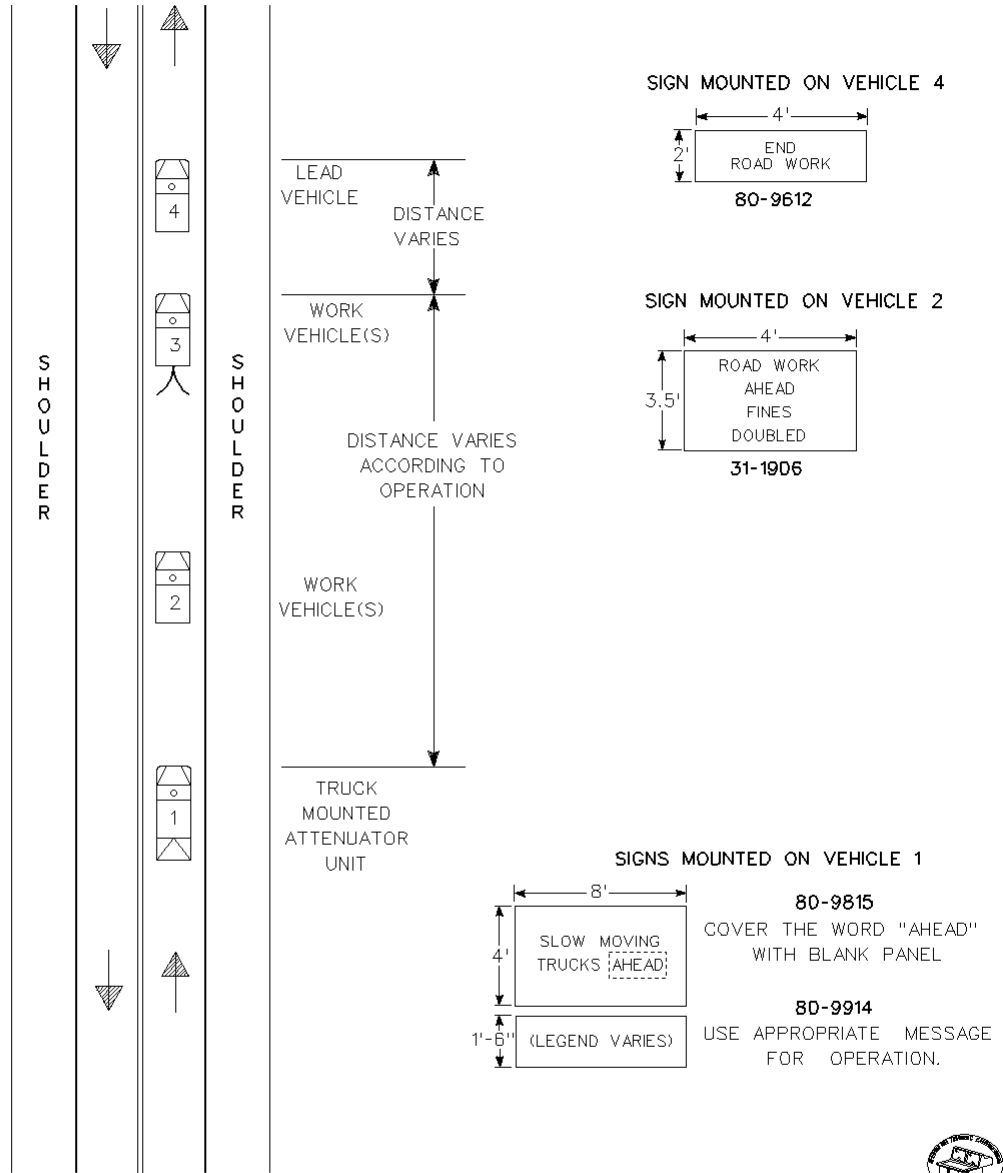 SIGN MOUNTED ON VEHICLE 4
4'
2'
END
ROAD WORK
80-9612
LEAD
VEHICLE
4
DISTANCE
VARIES
SIGN MOUNTED ON VEHICLE 2
4'
3.5'
ROAD WORK
AHEAD
FINES
DOUBLED
31-1906
WORK
VEHICLE(S)
3
SHOULDER
SHOULDER
DISTANCE VARIES
ACCORDING TO
OPERATION
WORK
VEHICLE(S)
2
1
TRUCK
MOUNTED
ATTENUATOR
UNIT
SIGNS MOUNTED ON VEHICLE 1
8'
4'
SLOW MOVING
TRUCKS AHEAD
80-9815
COVER THE WORD "AHEAD"
WITH BLANK PANEL
1'-6"
(LEGEND VARIES)
80-9914
USE APPROPRIATE MESSAGE
FOR OPERATION.